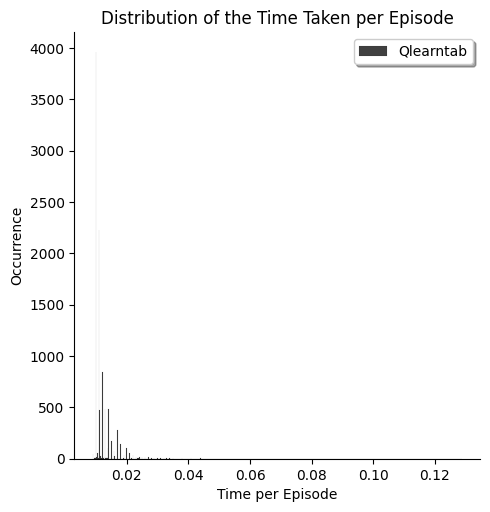 Distribution of the Time Taken per Episode
Qlearntab
4000
3500
3000
2500
2000
1500
1000
500
0
Occurrence
0.02 0.04 0.06 0.08 0.10 0.12
Time per Episode